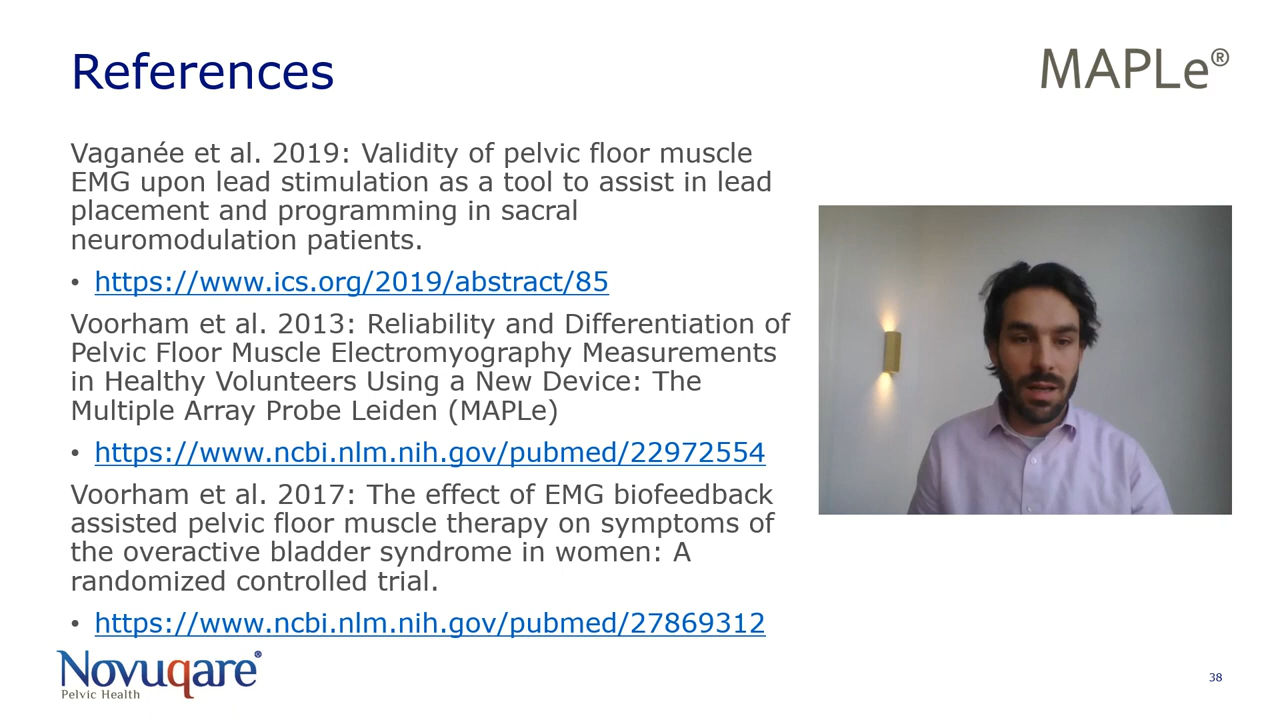 References
MAPLe®
Vaganée et al. 2019: Validity of pelvic floor muscle
EMG upon lead stimulation as a tool to assist in lead
placement and programming in sacral
neuromodulation patients.
• https://www.ics.org/2019/abstract/85
Voorham et al. 2013: Reliability and Differentiation of
Pelvic Floor Muscle Electromyography Measurements
in Healthy Volunteers Using a New Device: The
Multiple Array Probe Leiden (MAPLe)
• https://www.ncbi.nlm.nih.gov/pubmed/22972554
Voorham et al. 2017: The effect of EMG biofeedback
assisted pelvic floor muscle therapy on symptoms of
the overactive bladder syndrome in women: A
randomized controlled trial.
• https://www.ncbi.nlm.nih.gov/pubmed/27869312
Novuqare®
Pelvic Health
38